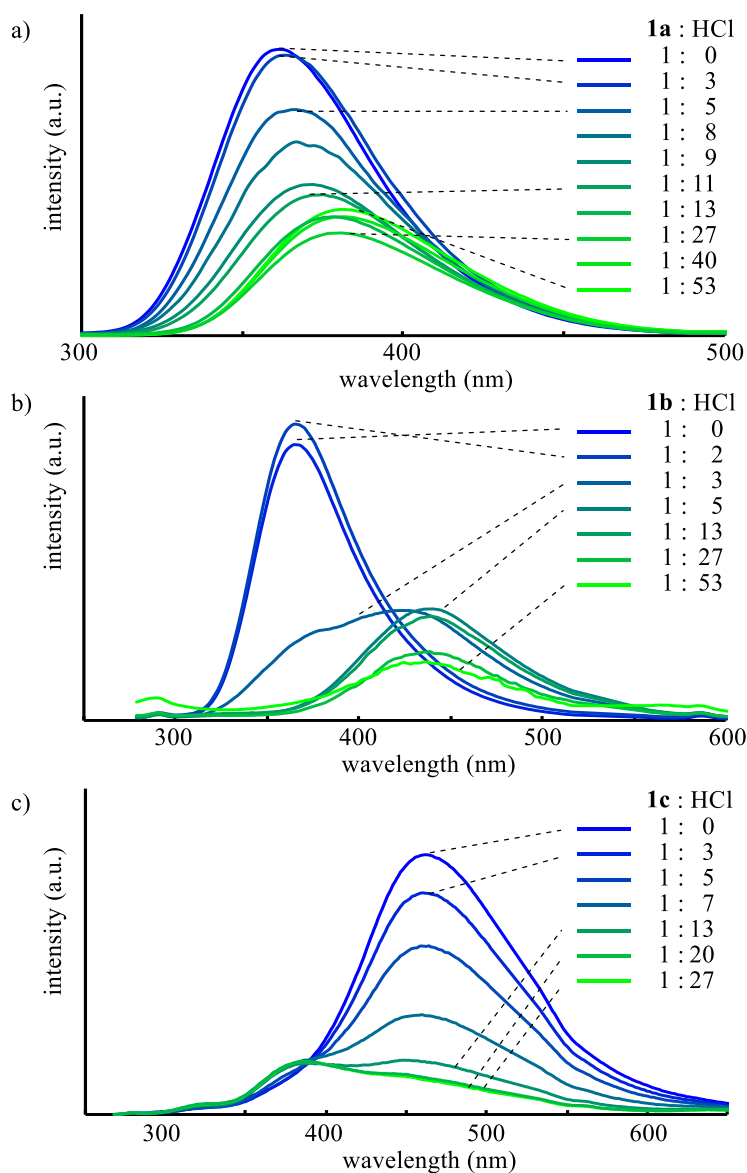 a)
1a : HCl
1 : 0
1 : 3
1 : 5
1 : 8
1 : 9
1 : 11
1 : 13
1 : 27
1 : 40
1 : 53
intensity (a.u.)
300 400 500
wavelength (nm)
b)
1b : HCl
1 : 0
1 : 2
1 : 3
1 : 5
1 : 13
1 : 27
1 : 53
intensity (a.u.)
300 400 500 600
wavelength (nm)
c)
1c : HCl
1 : 0
1 : 3
1 : 5
1 : 7
1 : 13
1 : 20
1 : 27
intensity (a.u.)
300 400 500 600
wavelength (nm)